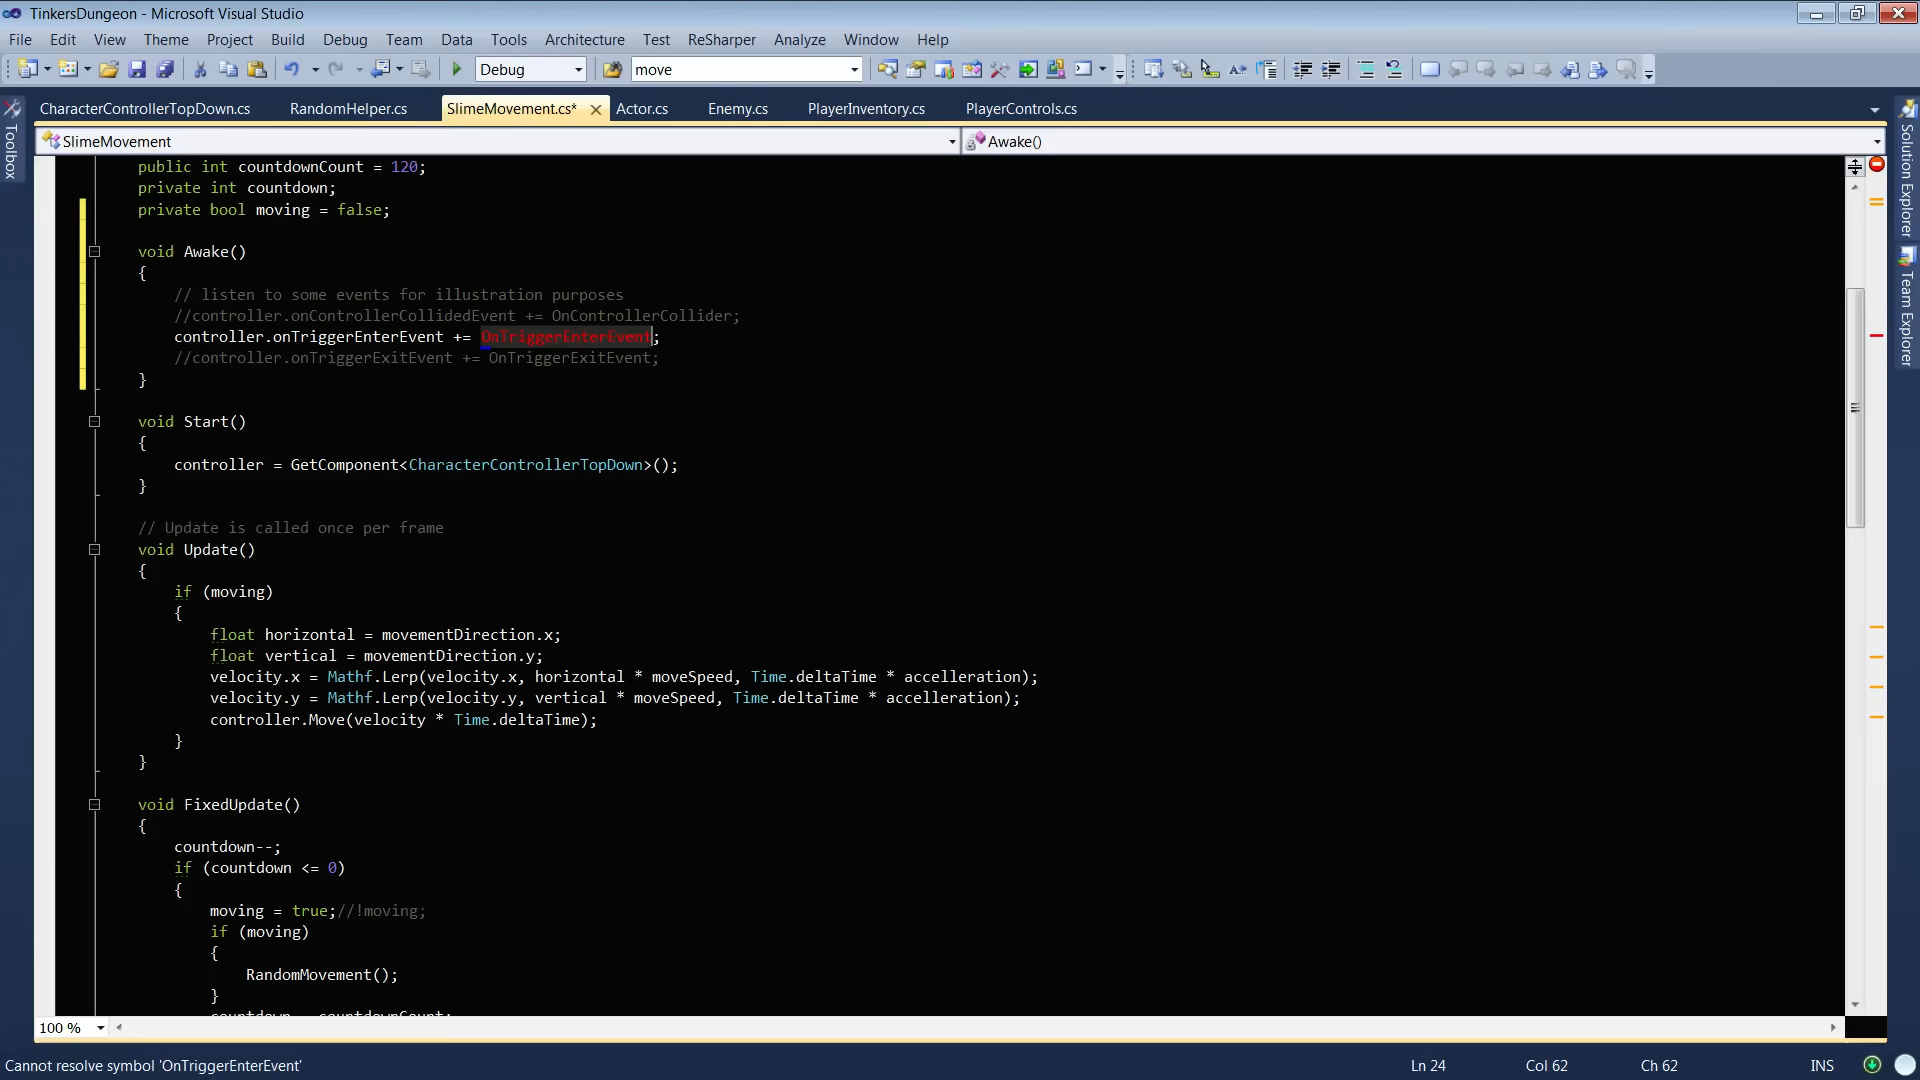 TinkersDungeon - Microsoft Visual Studio
File Edit View Theme Project Build Debug Team Data Tools Architecture Test ReSharper Analyze Window Help
Debug move
CharacterControllerTopDown.cs RandomHelper.cs SlimeMovement.cs* Actor.cs Enemy.cs PlayerInventory.cs PlayerControls.cs
Toolbox
SlimeMovement Awake()
Solution Explorer
Team Explorer
public int countdownCount = 120;
private int countdown;
private bool moving = false;
void Awake()
{
// listen to some events for illustration purposes
//controller.onControllerCollidedEvent += OnControllerCollider;
controller.onTriggerEnterEvent += OnTriggerEnterEvent;
//controller.onTriggerExitEvent += OnTriggerExitEvent;
}
void Start()
{
controller = GetComponent<CharacterControllerTopDown>();
}
// Update is called once per frame
void Update()
{
if (moving)
{
float horizontal = movementDirection.x;
float vertical = movementDirection.y;
velocity.x = Mathf.Lerp(velocity.x, horizontal * moveSpeed, Time.deltaTime * accelleration);
velocity.y = Mathf.Lerp(velocity.y, vertical * moveSpeed, Time.deltaTime * accelleration);
controller.Move(velocity * Time.deltaTime);
}
}
void FixedUpdate()
{
countdown--;
if (countdown <= 0)
{
moving = true;//!moving;
if (moving)
{
RandomMovement();
}
countdown = countdownCount;
100 %
Cannot resolve symbol 'OnTriggerEnterEvent' Ln 24 Col 62 Ch 62 INS